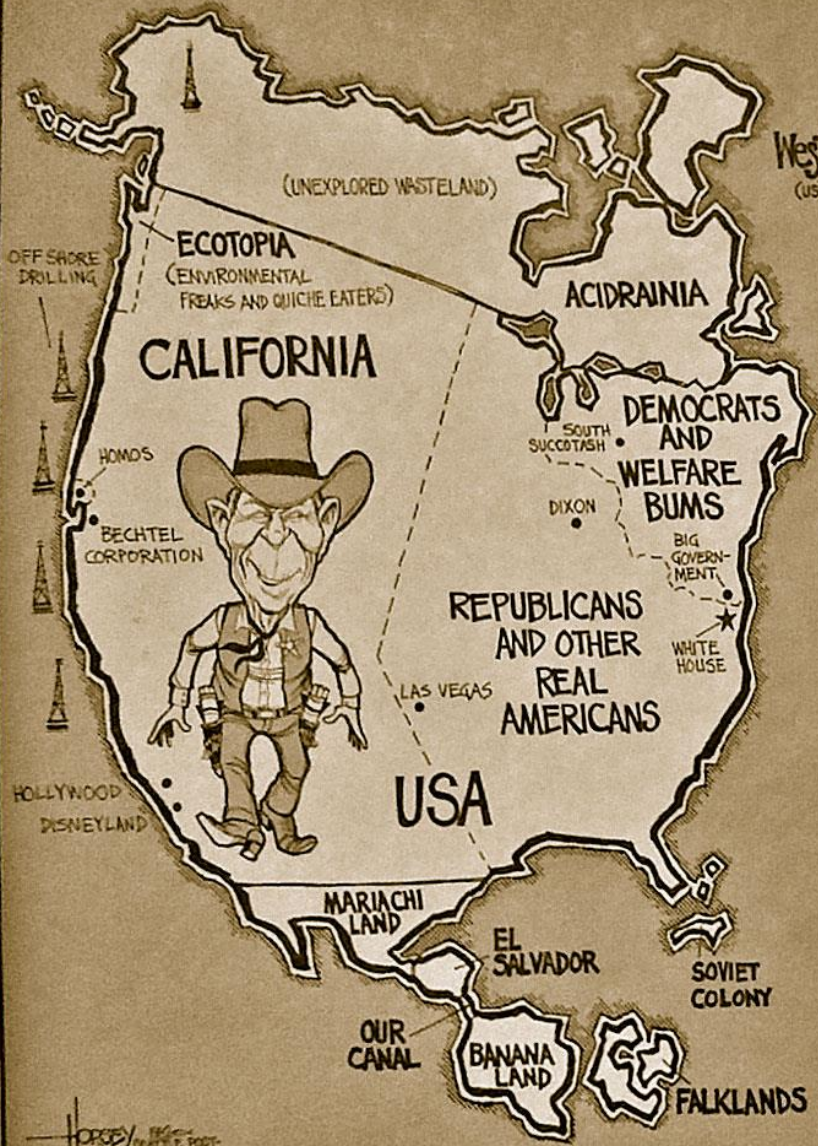 Wes
(US
(UNEXPLORED WASTELAND)
ECOTOPIA
(ENVIRONMENTAL
FREAKS AND QUICHE EATERS)
OFF SHORE
DRILLING
ACIDRAINIA
CALIFORNIA
DEMOCRATS
AND
WELFARE
BUMS
SOUTH
SUCCOTASH
HOMOS
DIXON
BECHTEL
CORPORATION
BIG
GOVERN-
MENT
REPUBLICANS
AND OTHER
REAL
AMERICANS
WHITE
HOUSE
LAS VEGAS
USA
HOLLYWOOD
DISNEYLAND
MARIACHI
LAND
EL
SALVADOR
SOVIET
COLONY
OUR
CANAL
BANANA
LAND
FALKLANDS
HORSEY